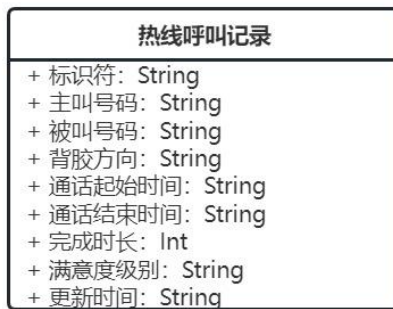 热线呼叫记录
+ 标识符：String
+ 主叫号码：String
+ 被叫号码：String
+ 背胶方向：String
+ 通话起始时间：String
+ 通话结束时间：String
+ 完成时长：Int
+ 满意度级别：String
+ 更新时间：String